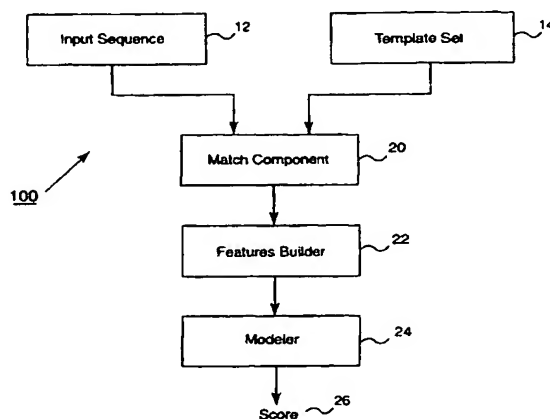 Input Sequence
12
Template Set
14
Match Component
20
100
Features Builder
22
Modeler
24
Score
26